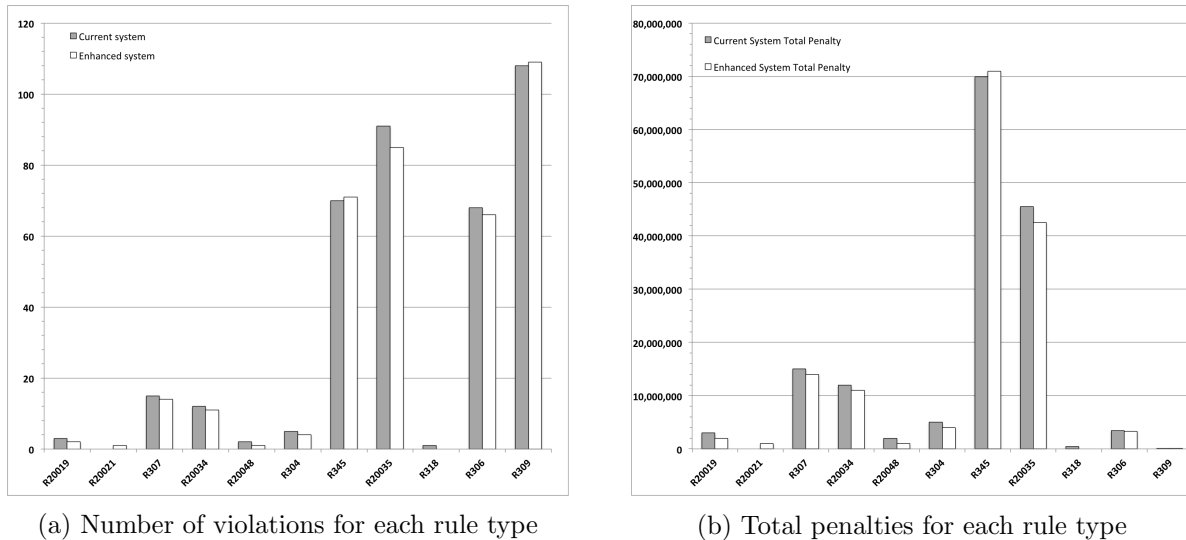 120
100
80
60
40
20
0
Current system
Enhanced system
R20019
R20021
R307
R20034
R20048
R304
R345
R20035
R318
R306
R309
(a) Number of violations for each rule type
80,000,000
70,000,000
60,000,000
50,000,000
40,000,000
30,000,000
20,000,000
10,000,000
0
Current System Total Penalty
Enhanced System Total Penalty
R20019
R20021
R307
R20034
R20048
R304
R345
R20035
R318
R306
R309
(b) Total penalties for each rule type